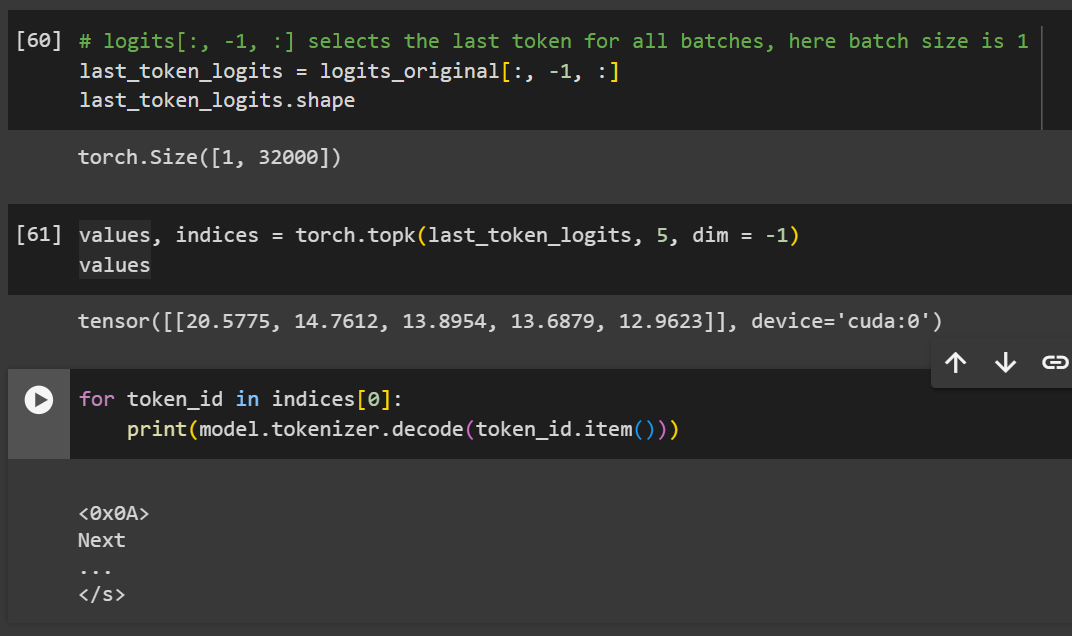 [60] # logits[:, -1, :] selects the last token for all batches, here batch size is 1
last_token_logits = logits_original[:, -1, :]
last_token_logits.shape
torch.Size([1, 32000])
[61] values, indices = torch.topk(last_token_logits, 5, dim = -1)
values
tensor([[20.5775, 14.7612, 13.8954, 13.6879, 12.9623]], device='cuda:0')
for token_id in indices[0]:
    print(model.tokenizer.decode(token_id.item()))
<0x0A>
Next
...
</s>